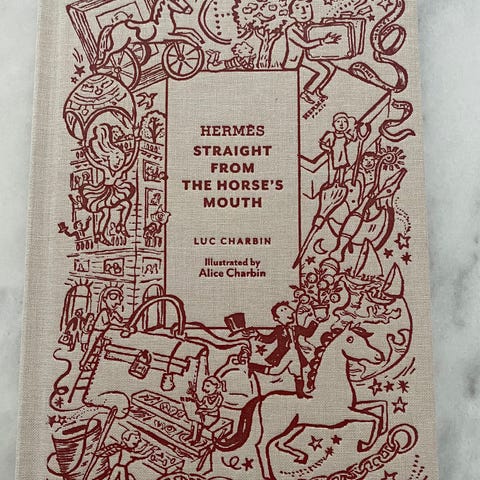 HERMÈS
STRAIGHT
FROM
THE HORSE'S
MOUTH
LUC CHARBIN
Illustrated by
Alice Charbin